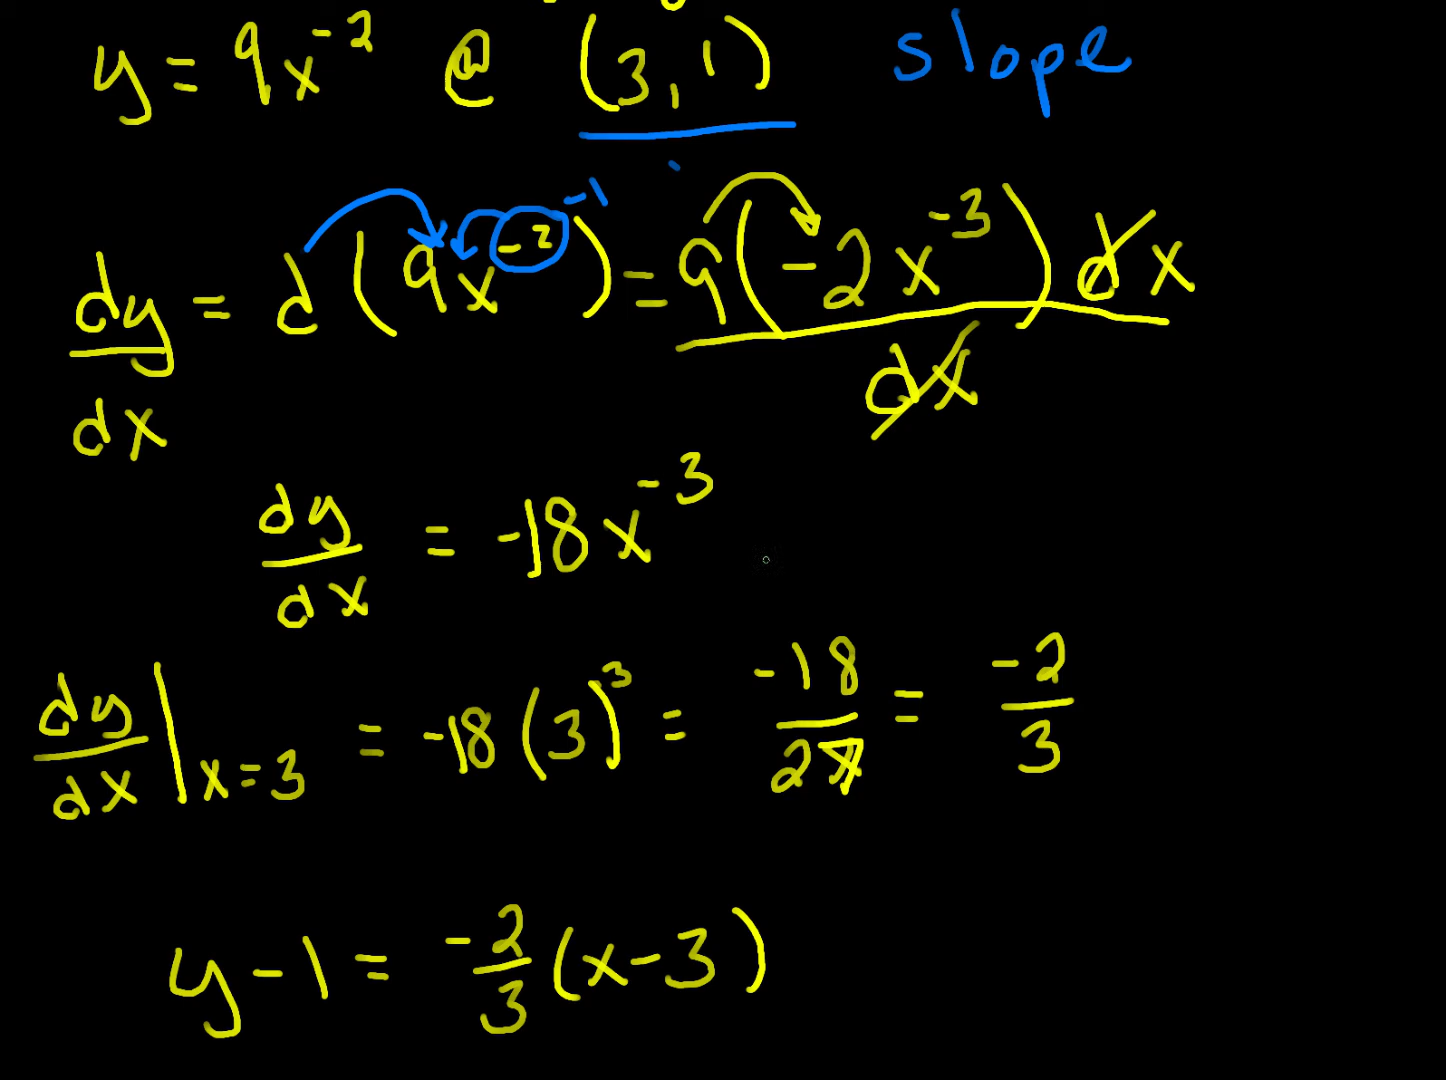 y = 9x^-2 @ (3, 1) slope
-1
dy/dx = d(9x^-2) = 9(-2x^-3)dx/dx
dy/dx = -18x^-3
dy/dx|x=3 = -18(3)^3 = -18/27 = -2/3
y - 1 = -2/3(x - 3)